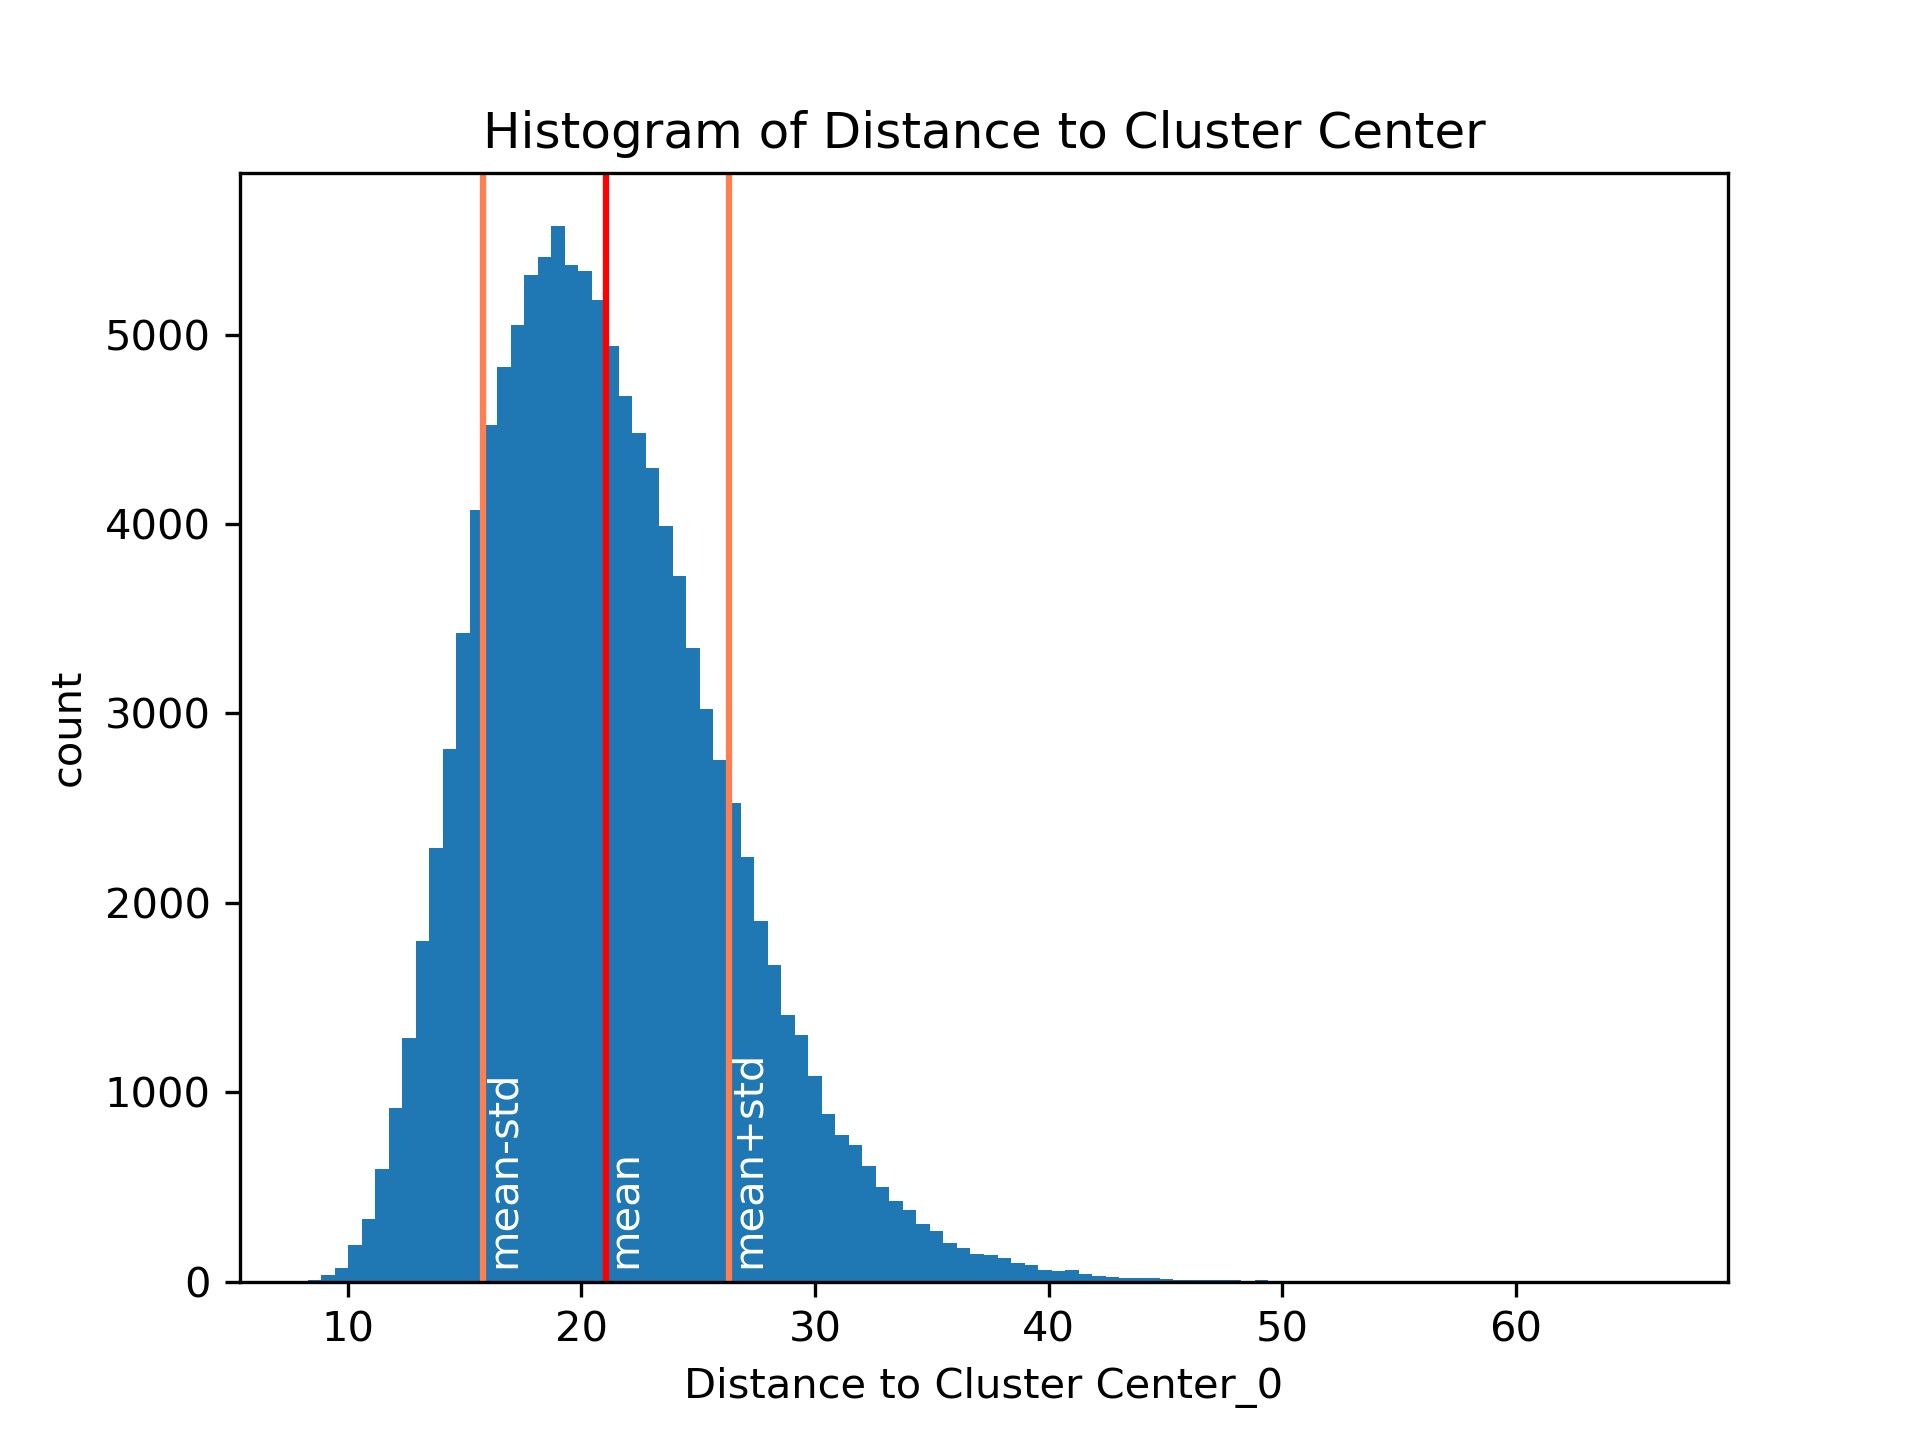 Histogram of Distance to Cluster Center
count
5000
4000
3000
2000
1000
0
mean-std
mean
mean+std
10 20 30 40 50 60
Distance to Cluster Center_0